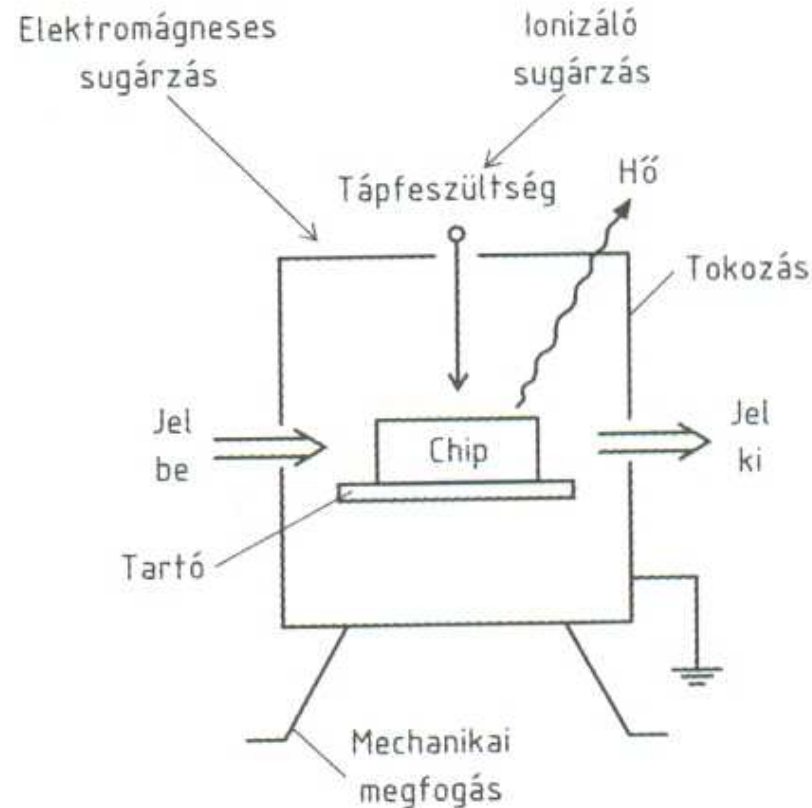 Elektromágneses
sugárzás
Ionizáló
sugárzás
Tápfeszültség
Hő
Tokozás
Jel
be
Chip
Jel
ki
Tartó
Mechanikai
megfogás